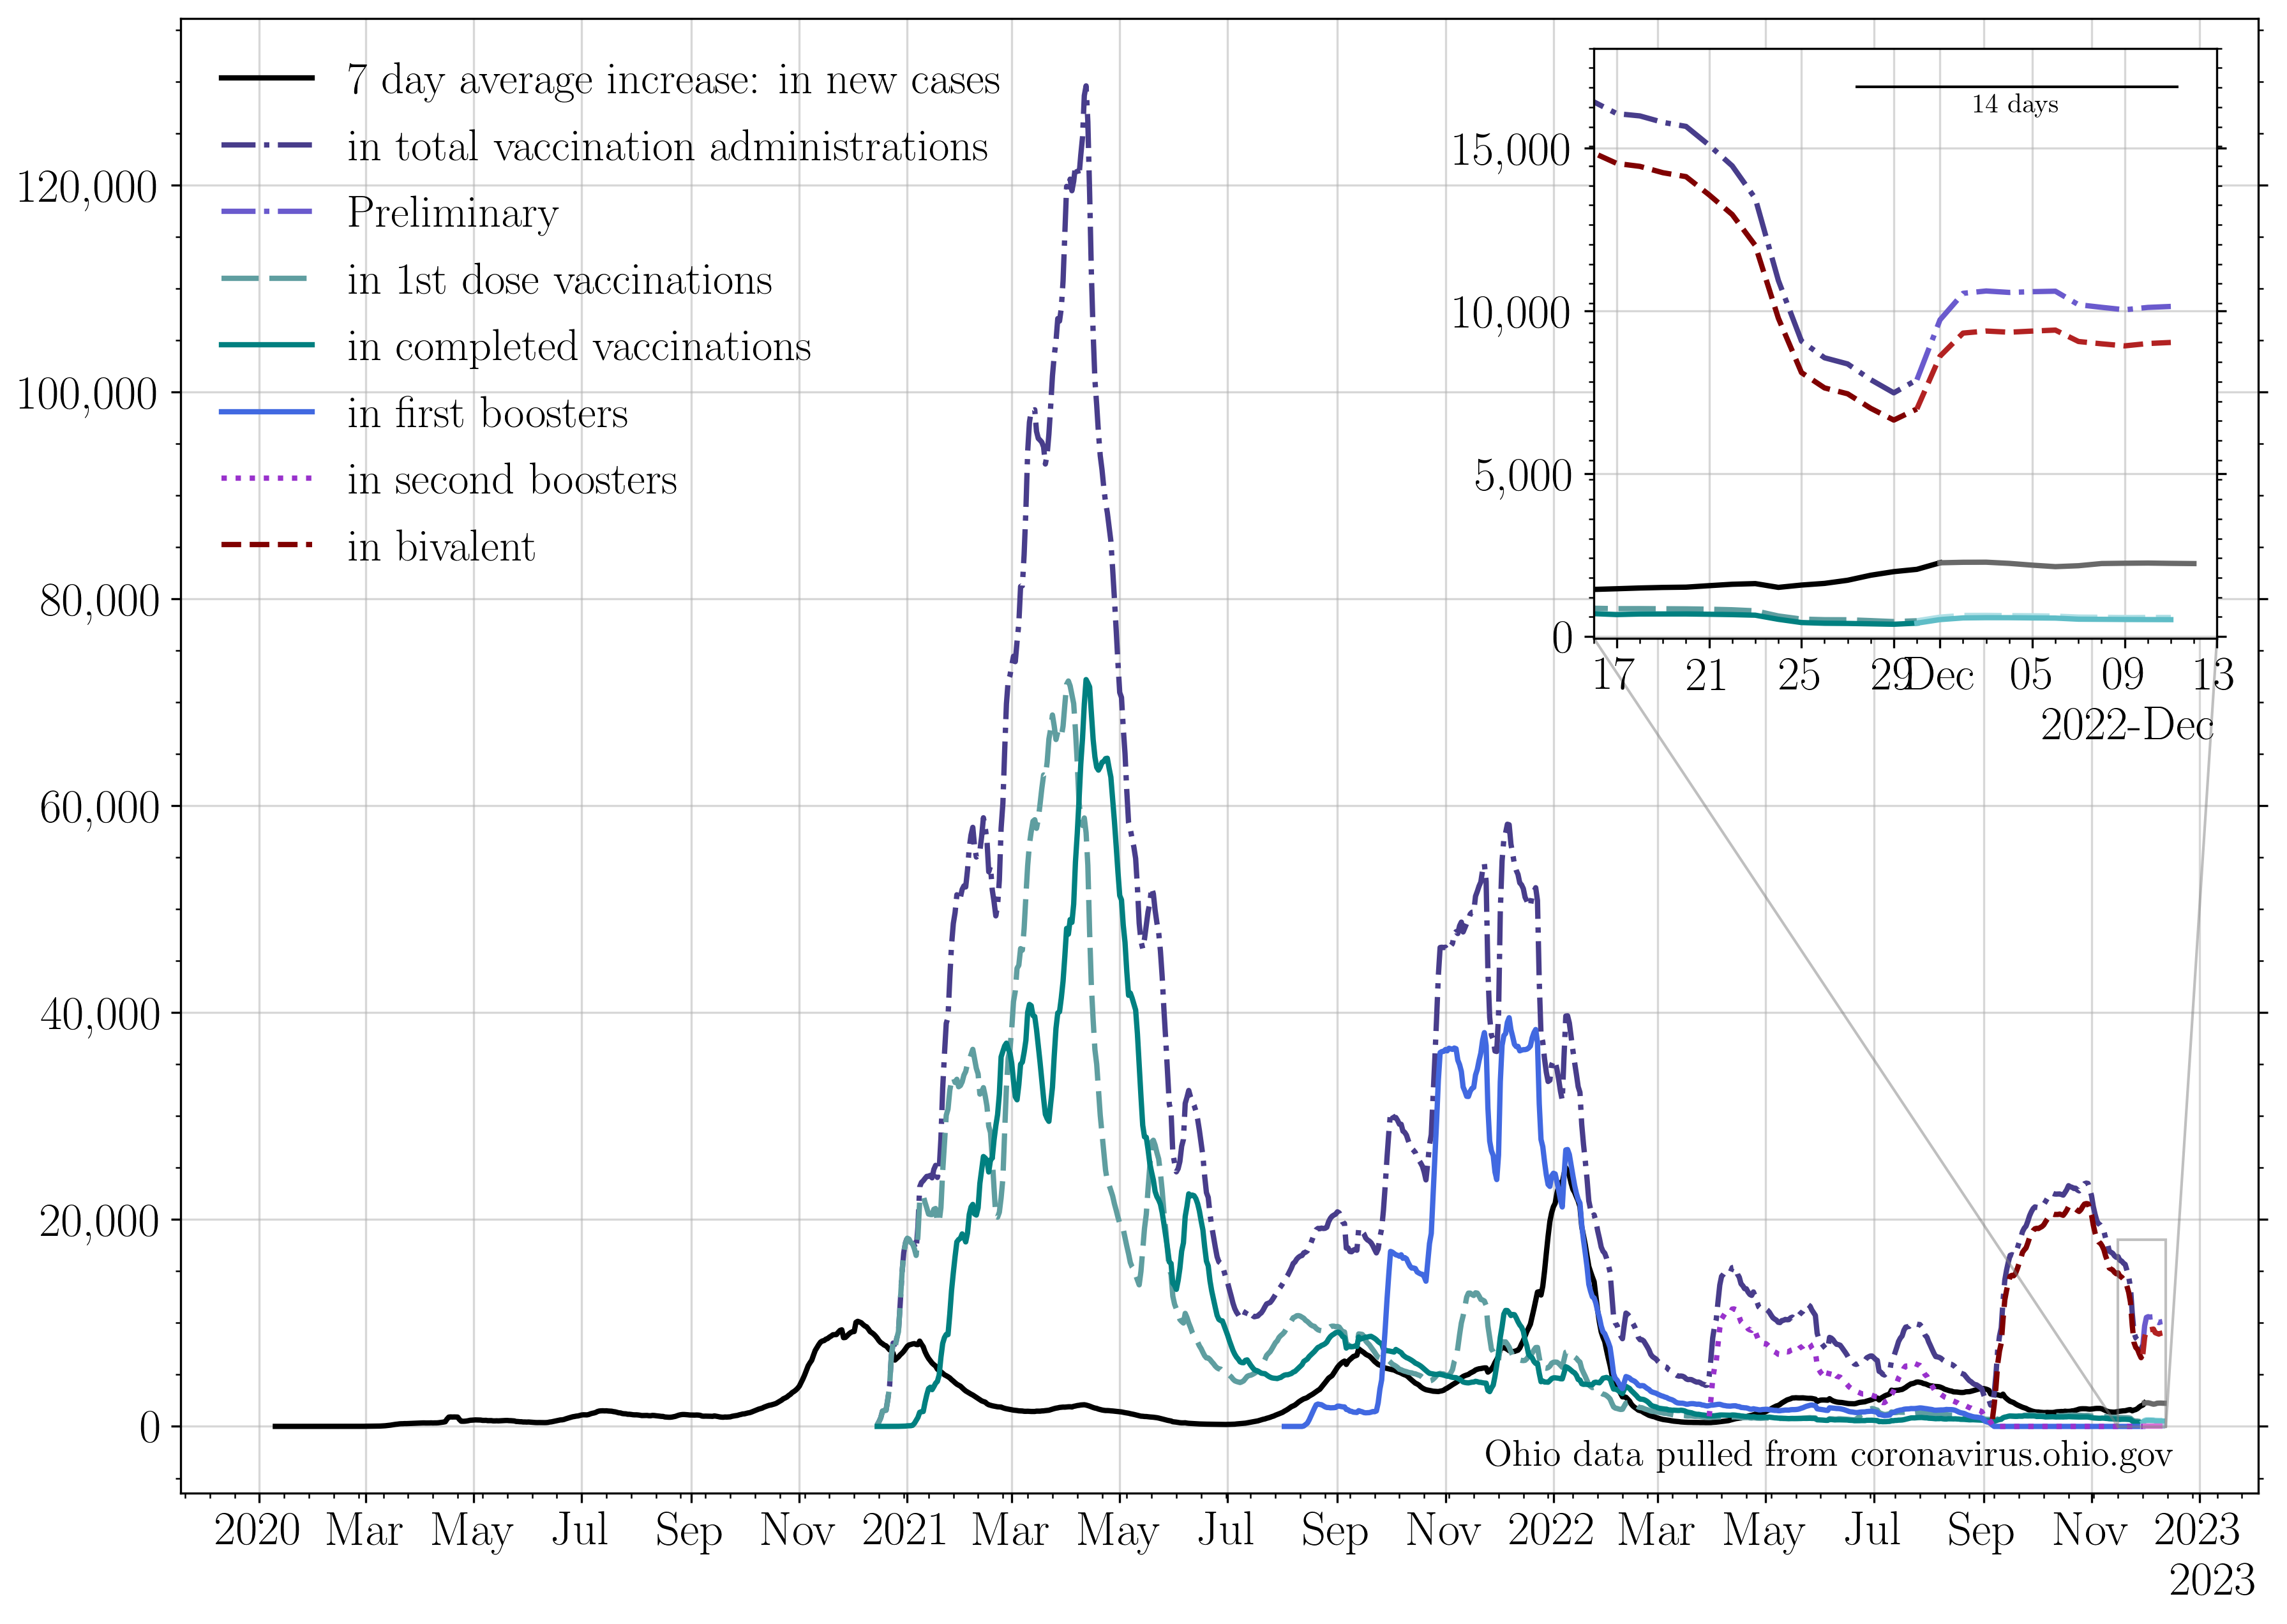 7 day average increase: in new cases
in total vaccination administrations
Preliminary
in 1st dose vaccinations
in completed vaccinations
in first boosters
in second boosters
in bivalent
120,000
100,000
80,000
60,000
40,000
20,000
0
14 days
15,000
10,000
5,000
0
17 21 25 29 Dec 05 09 13
2022-Dec
Ohio data pulled from coronavirus.ohio.gov
2020 Mar May Jul Sep Nov 2021 Mar May Jul Sep Nov 2022 Mar May Jul Sep Nov 2023
2023